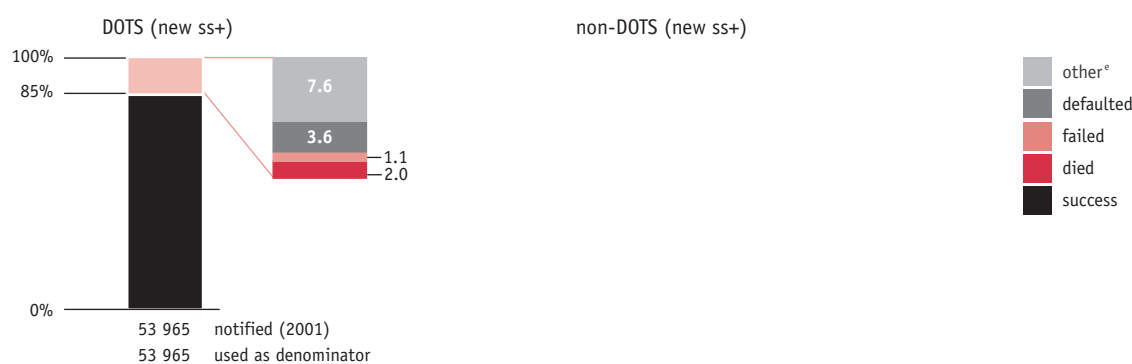 DOTS (new ss+)
non-DOTS (new ss+)
100%
85%
0%
7.6
3.6
1.1
2.0
53 965 notified (2001)
53 965 used as denominator
otherᵉ
defaulted
failed
died
success